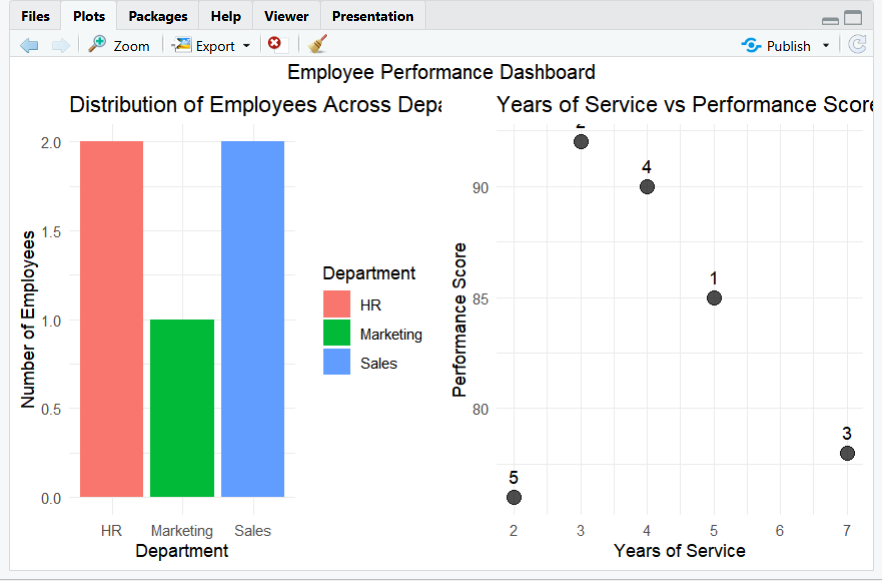 Files Plots Packages Help Viewer Presentation
Zoom Export Publish
Employee Performance Dashboard
Distribution of Employees Across Depa
Number of Employees
2.0
1.5
1.0
0.5
0.0
HR Marketing Sales
Department
Department
HR
Marketing
Sales
Years of Service vs Performance Score
Performance Score
90
85
80
2
4
1
3
5
2 3 4 5 6 7
Years of Service